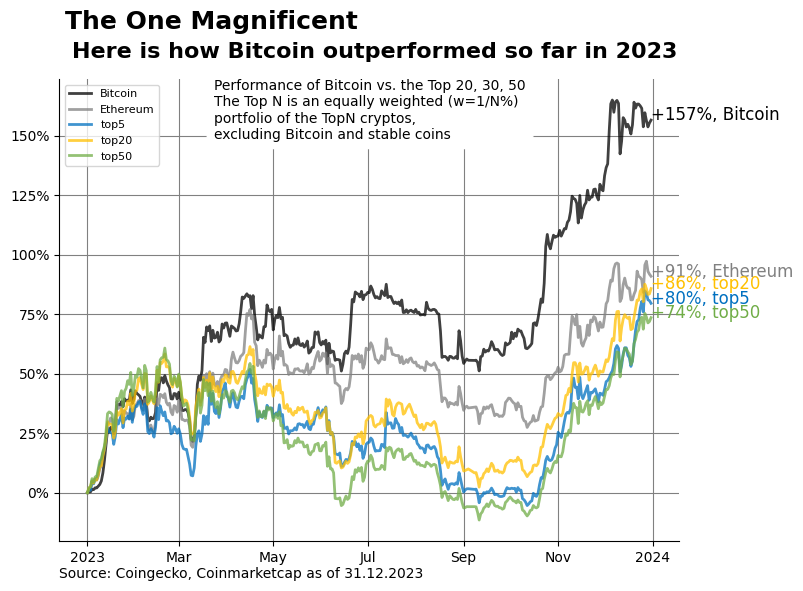 The One Magnificent
Here is how Bitcoin outperformed so far in 2023
Bitcoin
Ethereum
top5
top20
top50
Performance of Bitcoin vs. the Top 20, 30, 50
The Top N is an equally weighted (w=1/N%)
portfolio of the TopN cryptos,
excluding Bitcoin and stable coins
150%
125%
100%
75%
50%
25%
0%
+157%, Bitcoin
+91%, Ethereum
+86%, top20
+80%, top5
+74%, top50
2023 Mar May Jul Sep Nov 2024
Source: Coingecko, Coinmarketcap as of 31.12.2023